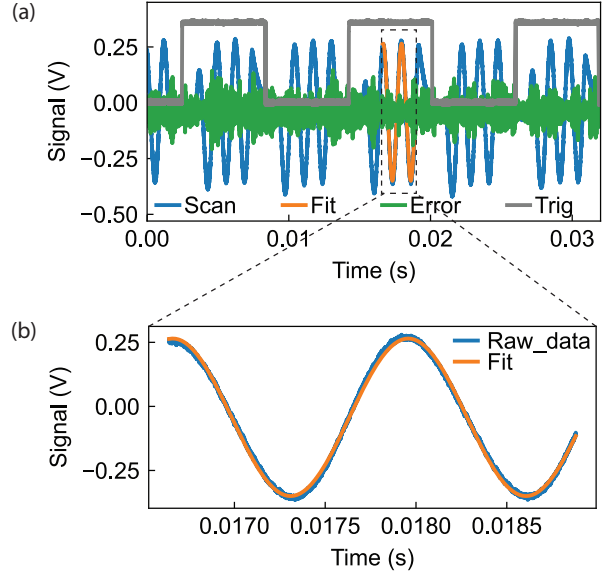 (a)
Signal (V)
0.25
0.00
−0.25
−0.50
Scan Fit Error Trig
0.00 0.01 0.02 0.03
Time (s)
(b)
Signal (V)
0.25
0.00
−0.25
Raw_data
Fit
0.0170 0.0175 0.0180 0.0185
Time (s)